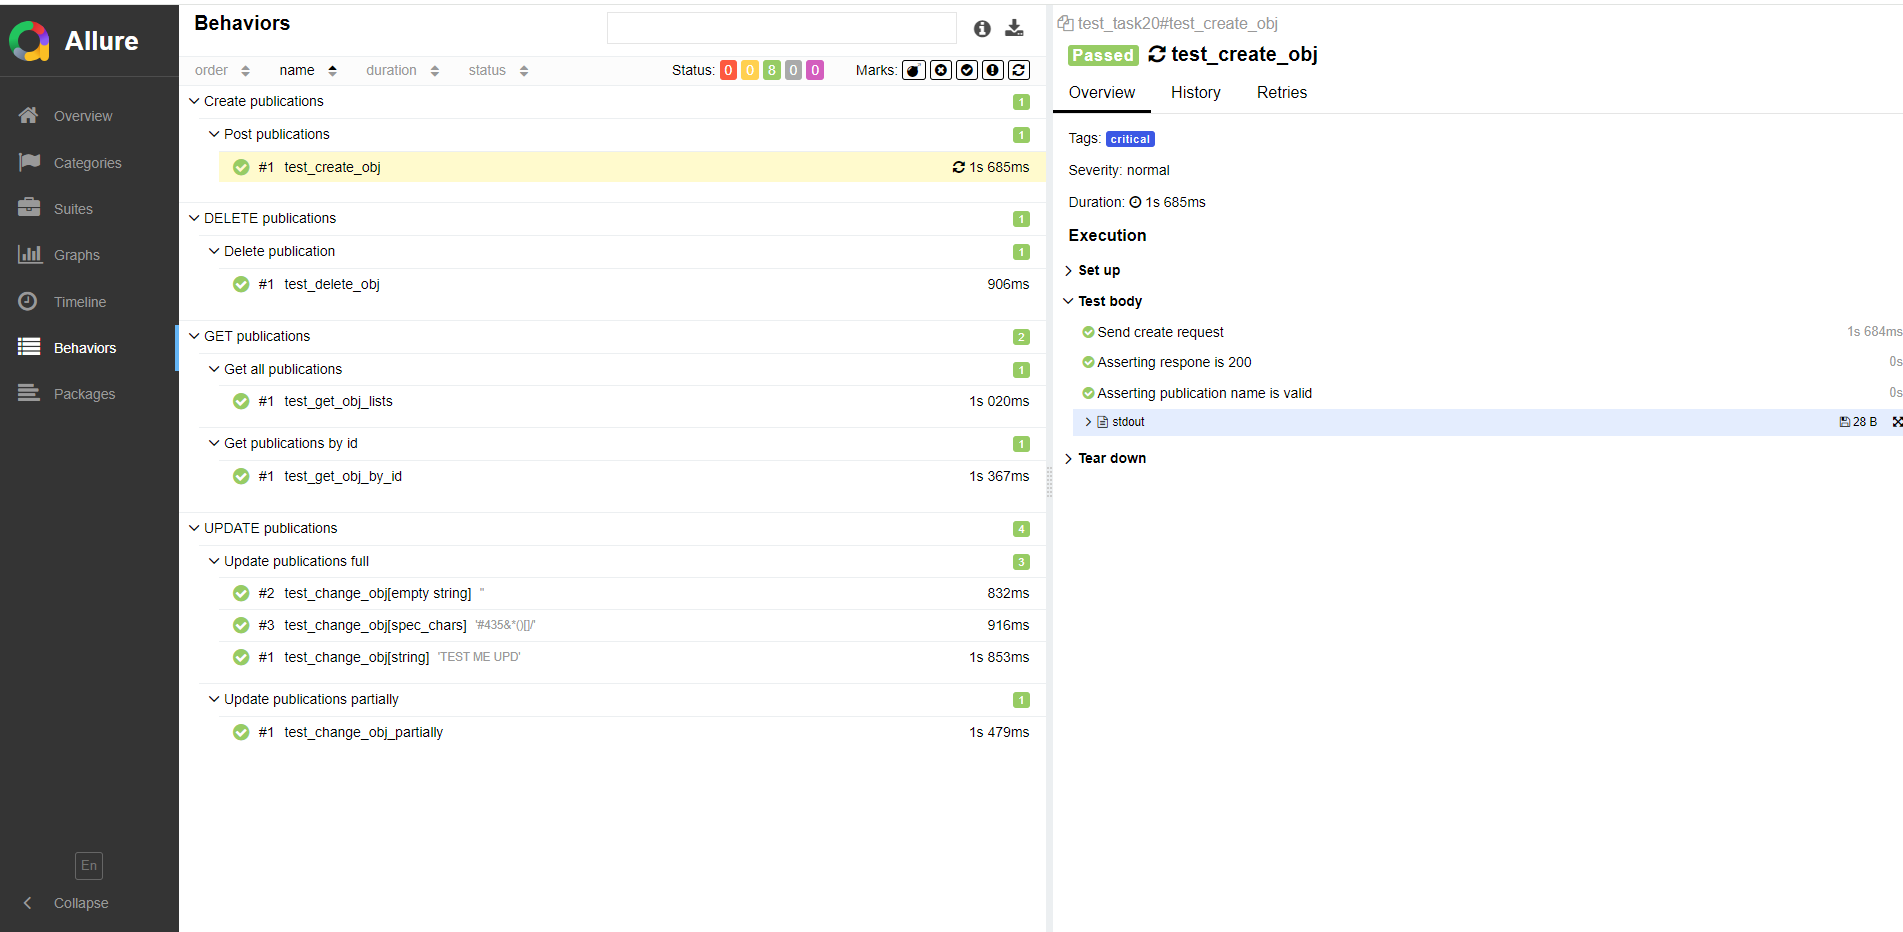 Allure
Overview
Categories
Suites
Graphs
Timeline
Behaviors
Packages
En
Collapse
Behaviors
order name duration status Status: 0 0 8 0 0 Marks:
Create publications 1
Post publications 1
#1 test_create_obj 1s 685ms
DELETE publications 1
Delete publication 1
#1 test_delete_obj 906ms
GET publications 2
Get all publications 1
#1 test_get_obj_lists 1s 020ms
Get publications by id 1
#1 test_get_obj_by_id 1s 367ms
UPDATE publications 4
Update publications full 3
#2 test_change_obj[empty string] '' 832ms
#3 test_change_obj[spec_chars] '#435&*()[]/' 916ms
#1 test_change_obj[string] 'TEST ME UPD' 1s 853ms
Update publications partially 1
#1 test_change_obj_partially 1s 479ms
test_task20#test_create_obj
Passed test_create_obj
Overview History Retries
Tags: critical
Severity: normal
Duration: 1s 685ms
Execution
Set up
Test body
Send create request 1s 684ms
Asserting respone is 200 0s
Asserting publication name is valid 0s
stdout 28 B
Tear down